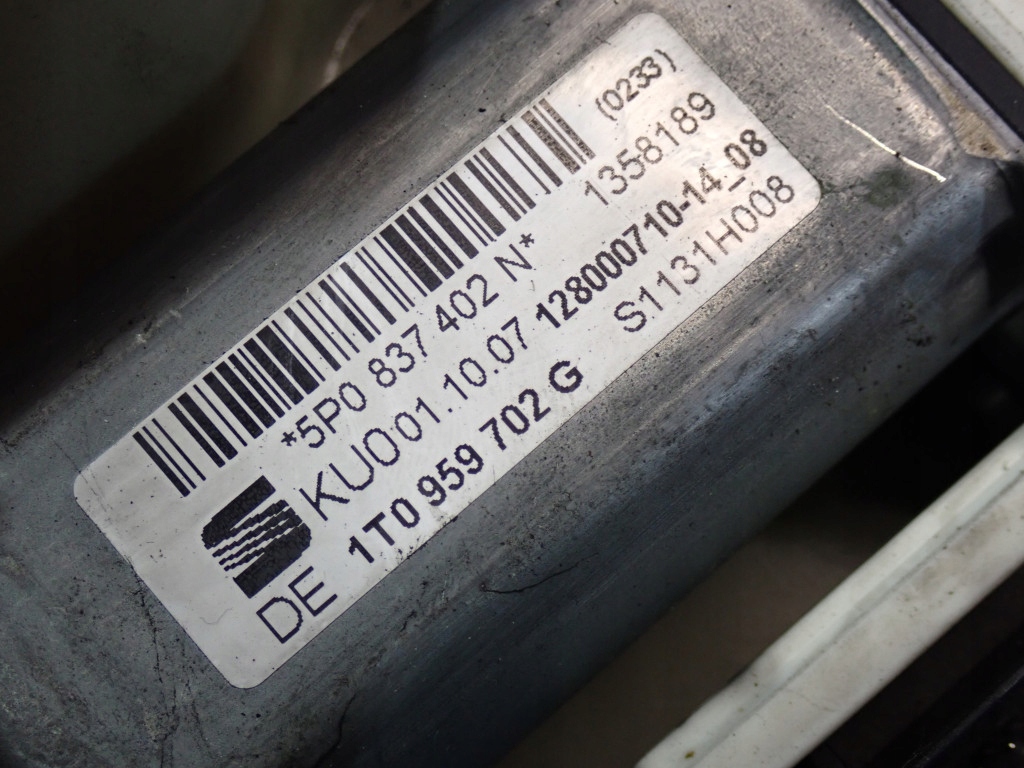 (0233)
*5P0 837 402 N* 1358189
KU001.10.07 128000710-14_08
DE 1T0 959 702 G S1131H008